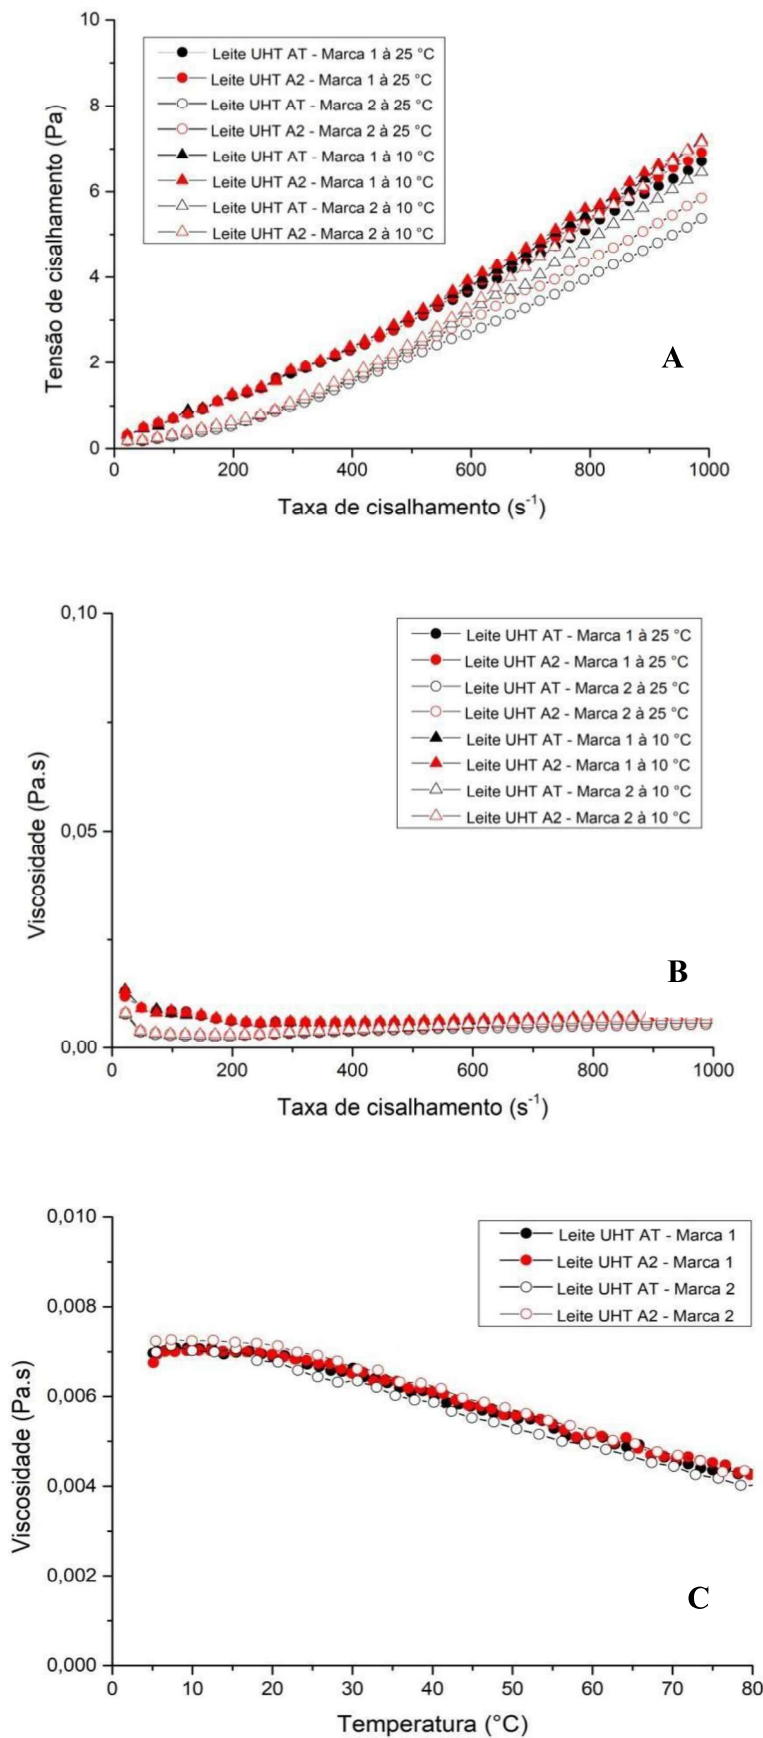 10
8
6
4
2
0
Tensão de cisalhamento (Pa)
Leite UHT AT - Marca 1 à 25 °C
Leite UHT A2 - Marca 1 à 25 °C
Leite UHT AT - Marca 2 à 25 °C
Leite UHT A2 - Marca 2 à 25 °C
Leite UHT AT - Marca 1 à 10 °C
Leite UHT A2 - Marca 1 à 10 °C
Leite UHT AT - Marca 2 à 10 °C
Leite UHT A2 - Marca 2 à 10 °C
A
0 200 400 600 800 1000
Taxa de cisalhamento (s⁻¹)
0,10
0,05
0,00
Viscosidade (Pa.s)
Leite UHT AT - Marca 1 à 25 °C
Leite UHT A2 - Marca 1 à 25 °C
Leite UHT AT - Marca 2 à 25 °C
Leite UHT A2 - Marca 2 à 25 °C
Leite UHT AT - Marca 1 à 10 °C
Leite UHT A2 - Marca 1 à 10 °C
Leite UHT AT - Marca 2 à 10 °C
Leite UHT A2 - Marca 2 à 10 °C
B
0 200 400 600 800 1000
Taxa de cisalhamento (s⁻¹)
0,010
0,008
0,006
0,004
0,002
0,000
Viscosidade (Pa.s)
Leite UHT AT - Marca 1
Leite UHT A2 - Marca 1
Leite UHT AT - Marca 2
Leite UHT A2 - Marca 2
C
0 10 20 30 40 50 60 70 80
Temperatura (°C)